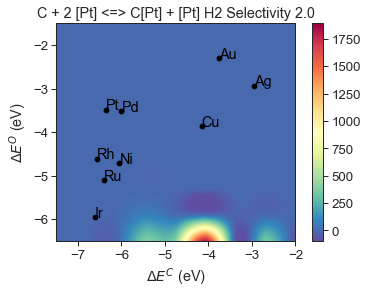 C + 2 [Pt] <=> C[Pt] + [Pt] H2 Selectivity 2.0
1750
1500
1250
1000
750
500
250
0
−2
−3
−4
−5
−6
ΔE^O (eV)
Au
Ag
Pt
Pd
Cu
Rh
Ni
Ru
Ir
−7
−6
−5
−4
−3
−2
ΔE^C (eV)